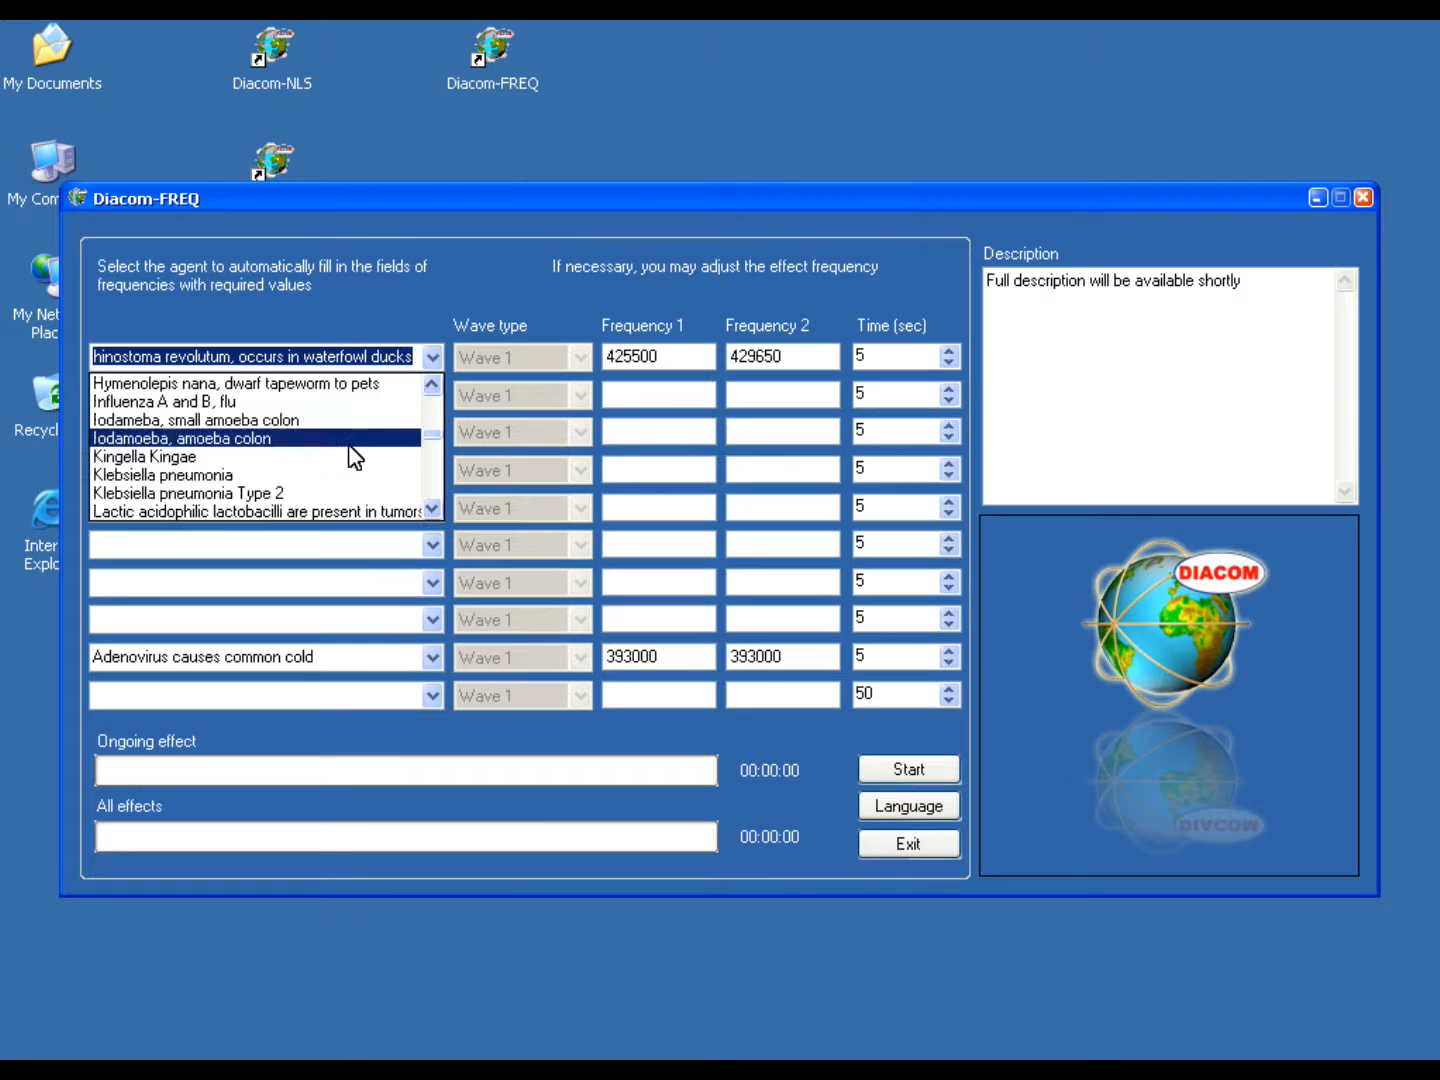 My Documents
Diacom-NLS
Diacom-FREQ
My Com
Diacom-FREQ
My Net
Plac
Recycl
Inter
Explo
Select the agent to automatically fill in the fields of
frequencies with required values
If necessary, you may adjust the effect frequency
Description
Full description will be available shortly
Wave type
Frequency 1
Frequency 2
Time (sec)
hinostoma revolutum, occurs in waterfowl ducks
Wave 1
425500
429650
5
Hymenolepis nana, dwarf tapeworm to pets
Influenza A and B, flu
Iodameba, small amoeba colon
Iodamoeba, amoeba colon
Kingella Kingae
Klebsiella pneumonia
Klebsiella pneumonia Type 2
Lactic acidophilic lactobacilli are present in tumors
Wave 1
5
Wave 1
5
Wave 1
5
Wave 1
5
Wave 1
5
Wave 1
5
Wave 1
5
Adenovirus causes common cold
Wave 1
393000
393000
5
Wave 1
50
Ongoing effect
00:00:00
Start
All effects
Language
00:00:00
Exit
DIACOM
DIACOM